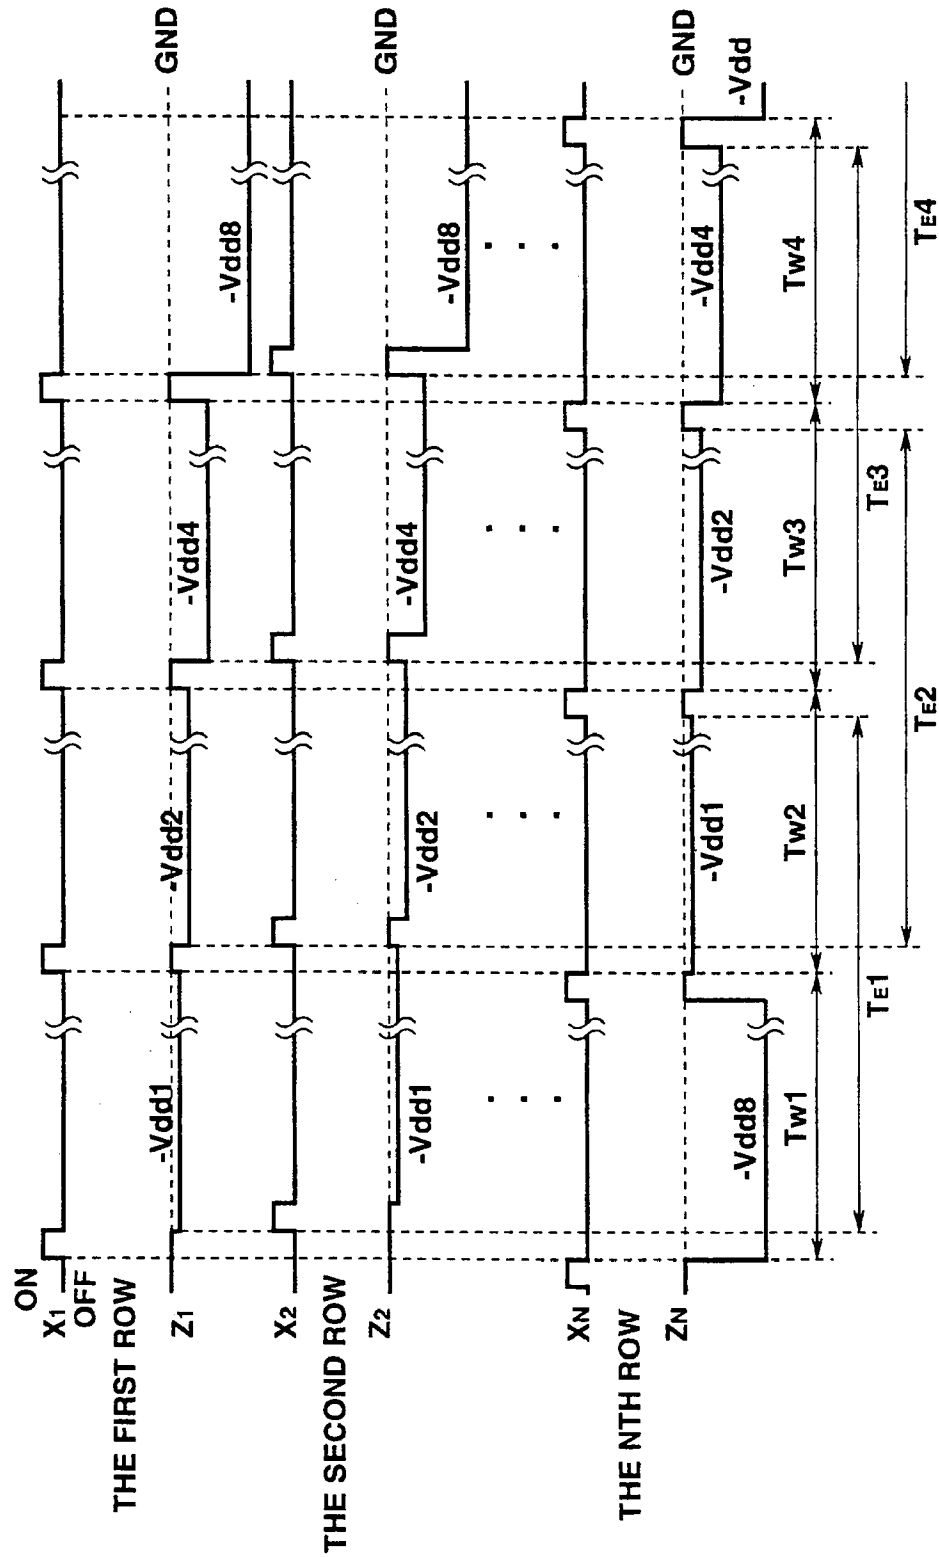 ON
X1
OFF
THE FIRST ROW
Z1
-Vdd1
-Vdd2
-Vdd4
-Vdd8
GND
X2
THE SECOND ROW
Z2
-Vdd1
-Vdd2
-Vdd4
-Vdd8
GND
XN
THE NTH ROW
ZN
-Vdd8
-Vdd1
-Vdd2
-Vdd4
-Vdd
GND
TW1
TW2
TW3
TW4
TE1
TE3
TE2
TE4